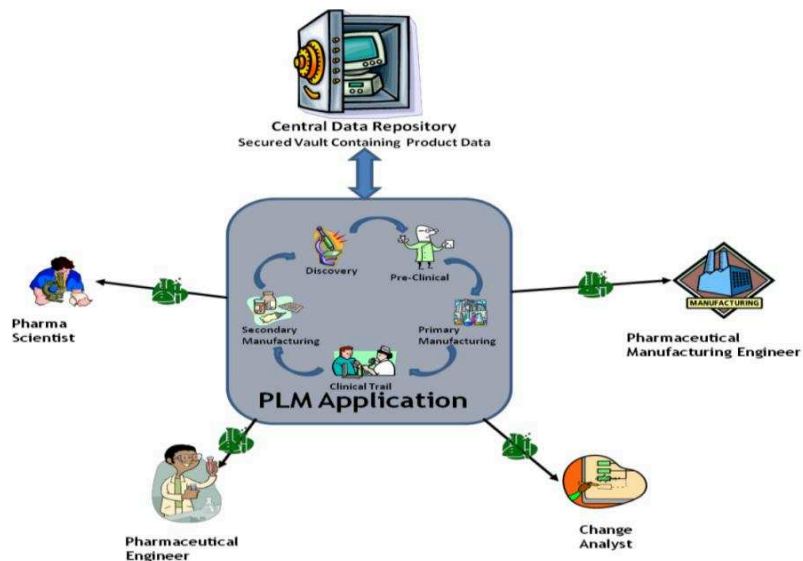 Central Data Repository
Secured Vault Containing Product Data
Discovery
Pre-Clinical
Secondary
Manufacturing
Primary
Manufacturing
Clinical Trail
PLM Application
Pharma
Scientist
MANUFACTURING
Pharmaceutical
Manufacturing Engineer
Pharmaceutical
Engineer
Change
Analyst